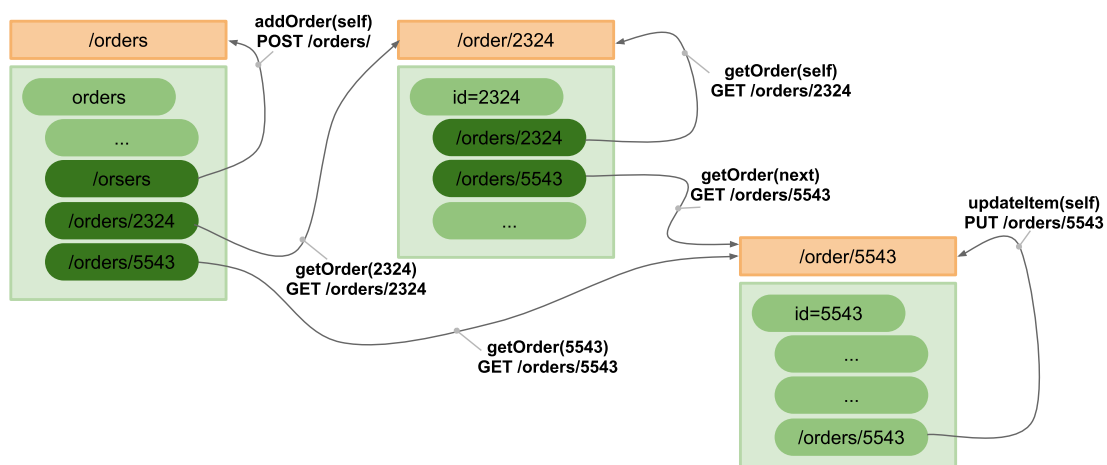 /orders
addOrder(self)
POST /orders/
orders
...
/orsers
/orders/2324
/orders/5543
getOrder(2324)
GET /orders/2324
/order/2324
id=2324
/orders/2324
/orders/5543
...
getOrder(self)
GET /orders/2324
getOrder(next)
GET /orders/5543
getOrder(5543)
GET /orders/5543
updateItem(self)
PUT /orders/5543
/order/5543
id=5543
...
...
/orders/5543